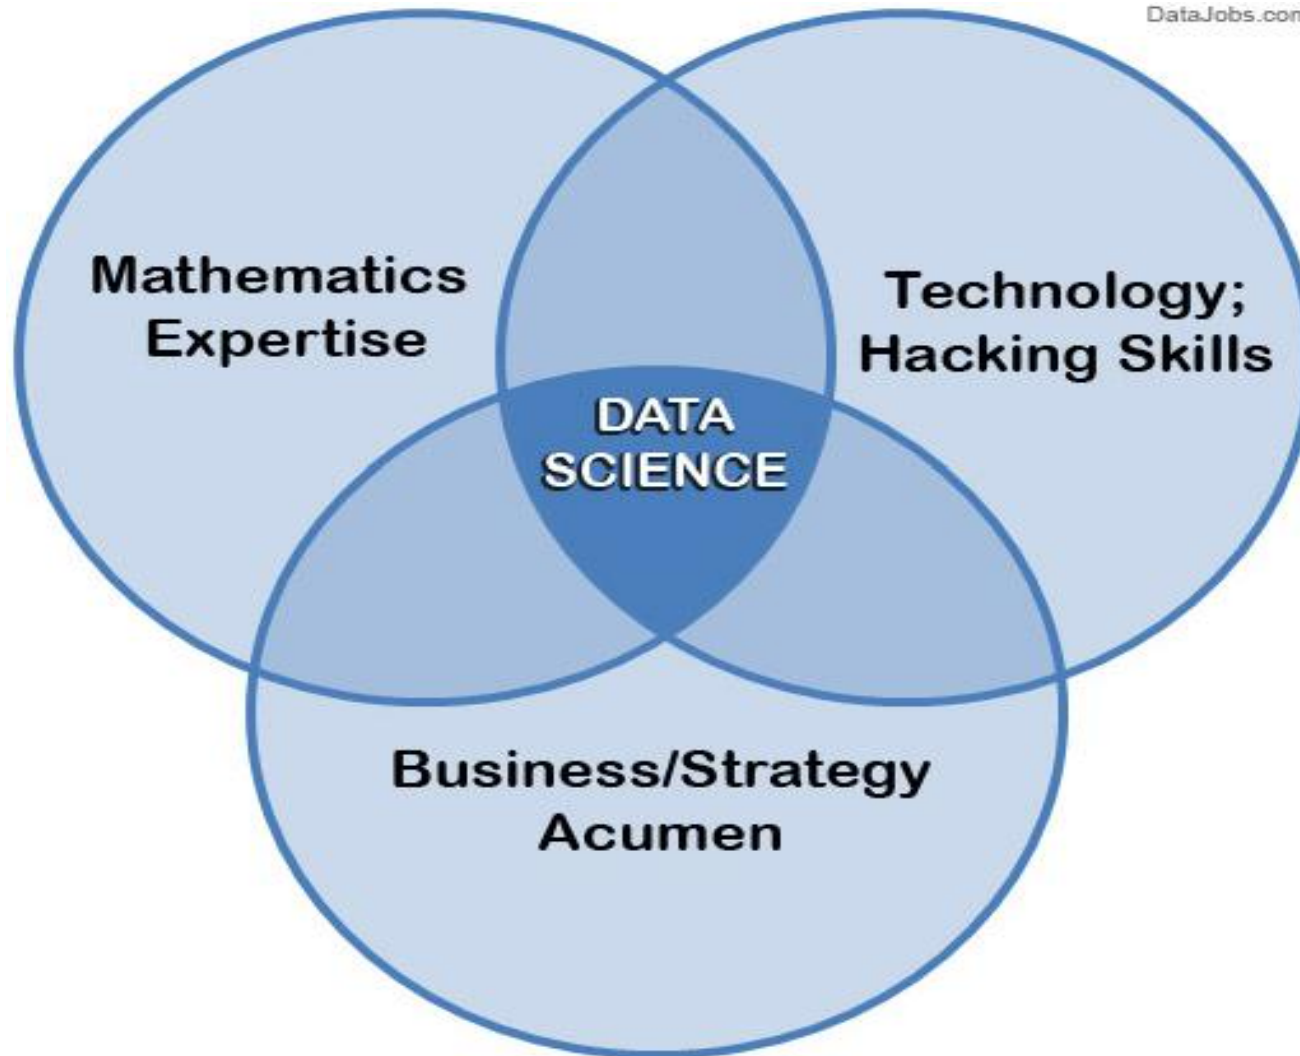 DataJobs.com
Mathematics
Expertise
Technology;
Hacking Skills
DATA
SCIENCE
Business/Strategy
Acumen